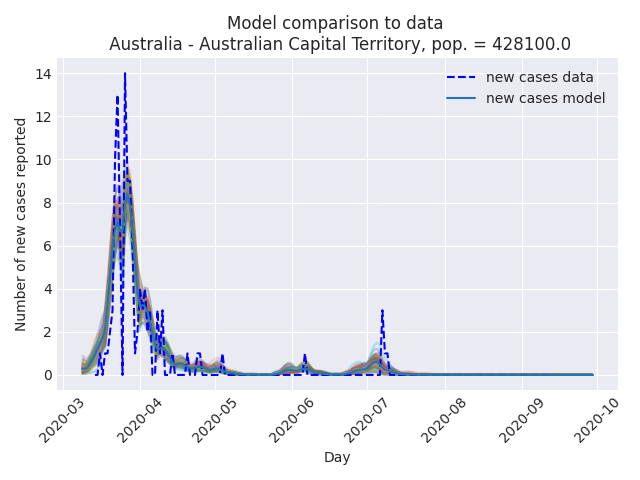 Model comparison to data
Australia - Australian Capital Territory, pop. = 428100.0
new cases data
new cases model
Number of new cases reported
14
12
10
8
6
4
2
0
2020-03
2020-04
2020-05
2020-06
2020-07
2020-08
2020-09
2020-10
Day